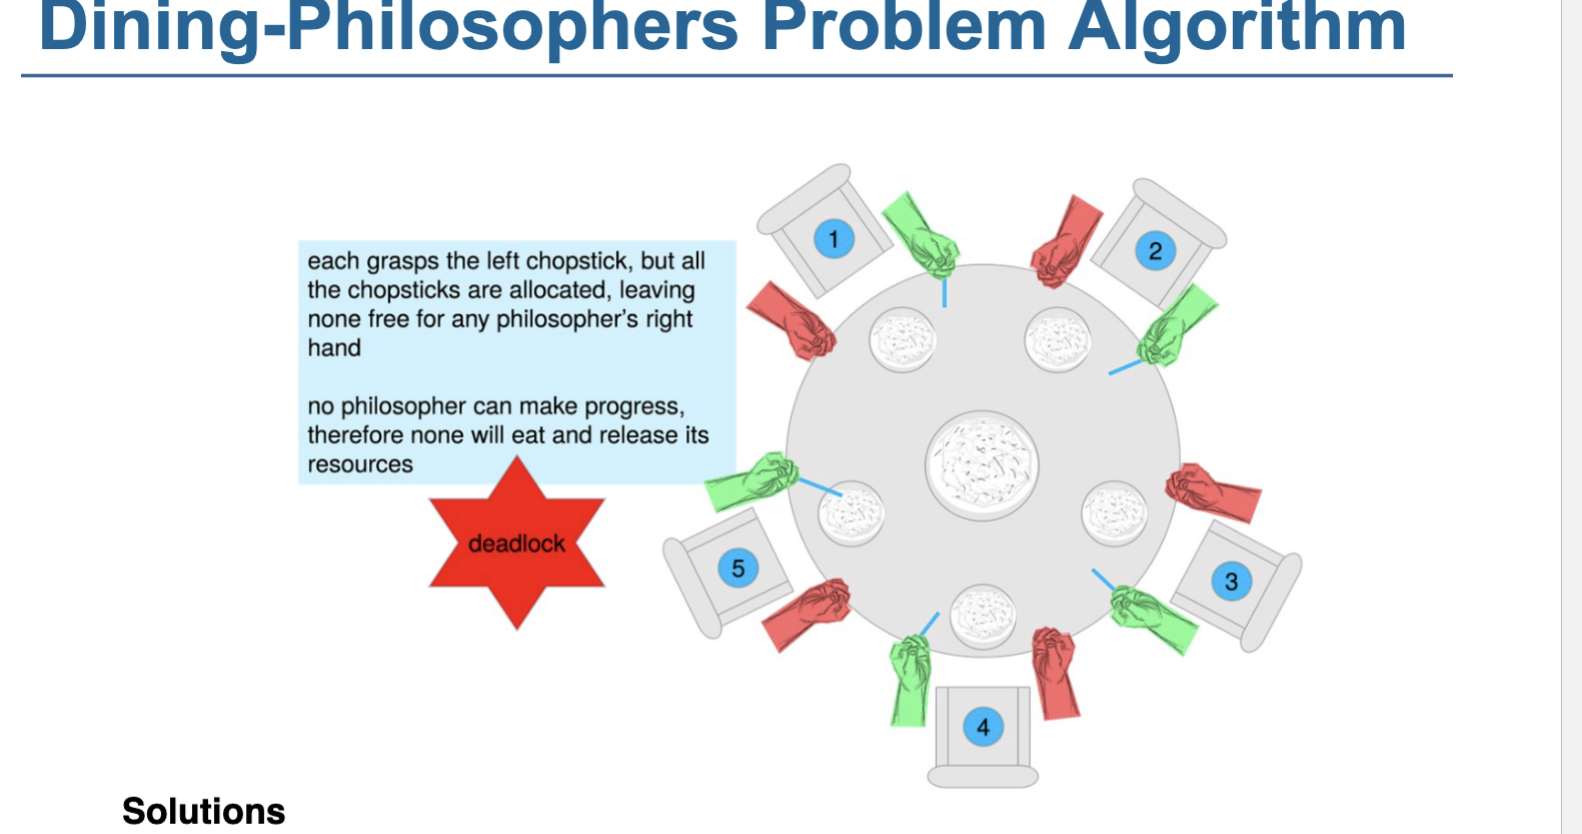 Dining-Philosophers Problem Algorithm
each grasps the left chopstick, but all
the chopsticks are allocated, leaving
none free for any philosopher’s right
hand
no philosopher can make progress,
therefore none will eat and release its
resources
deadlock
1
2
3
4
5
Solutions